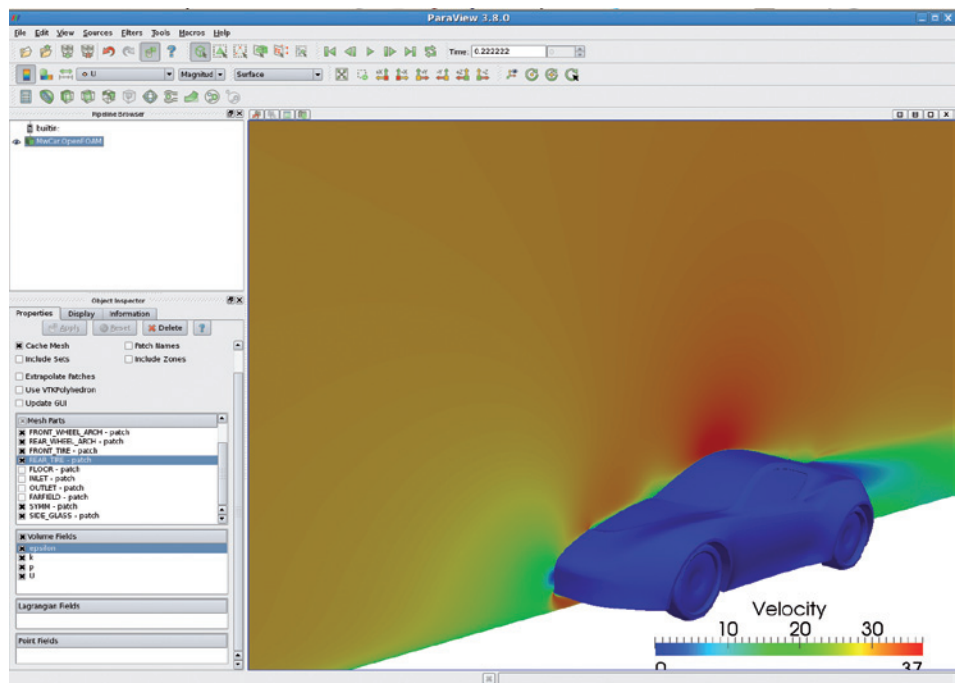 ParaView 3.8.0
File Edit View Sources Filters Tools Macros Help
Time: 0.222222 0
U Magnitud Surface
Pipeline Browser
builtin:
Object Inspector
Properties Display Information
Apply Reset Delete ?
Cache Mesh Patch Names
Include Sets Include Zones
Extrapolate Patches
Use VTKPolyhedron
Update GUI
Mesh Parts
FRONT_WHEEL_ARCH - patch
REAR_WHEEL_ARCH - patch
FRONT_TIRE - patch
REAR_TIRE - patch
FLOOR - patch
INLET - patch
OUTLET - patch
FARFIELD - patch
SYMM - patch
SIDE_GLASS - patch
Volume Fields
epsilon
k
p
U
Lagrangian Fields
Point Fields
Velocity
10 20 30
0 37